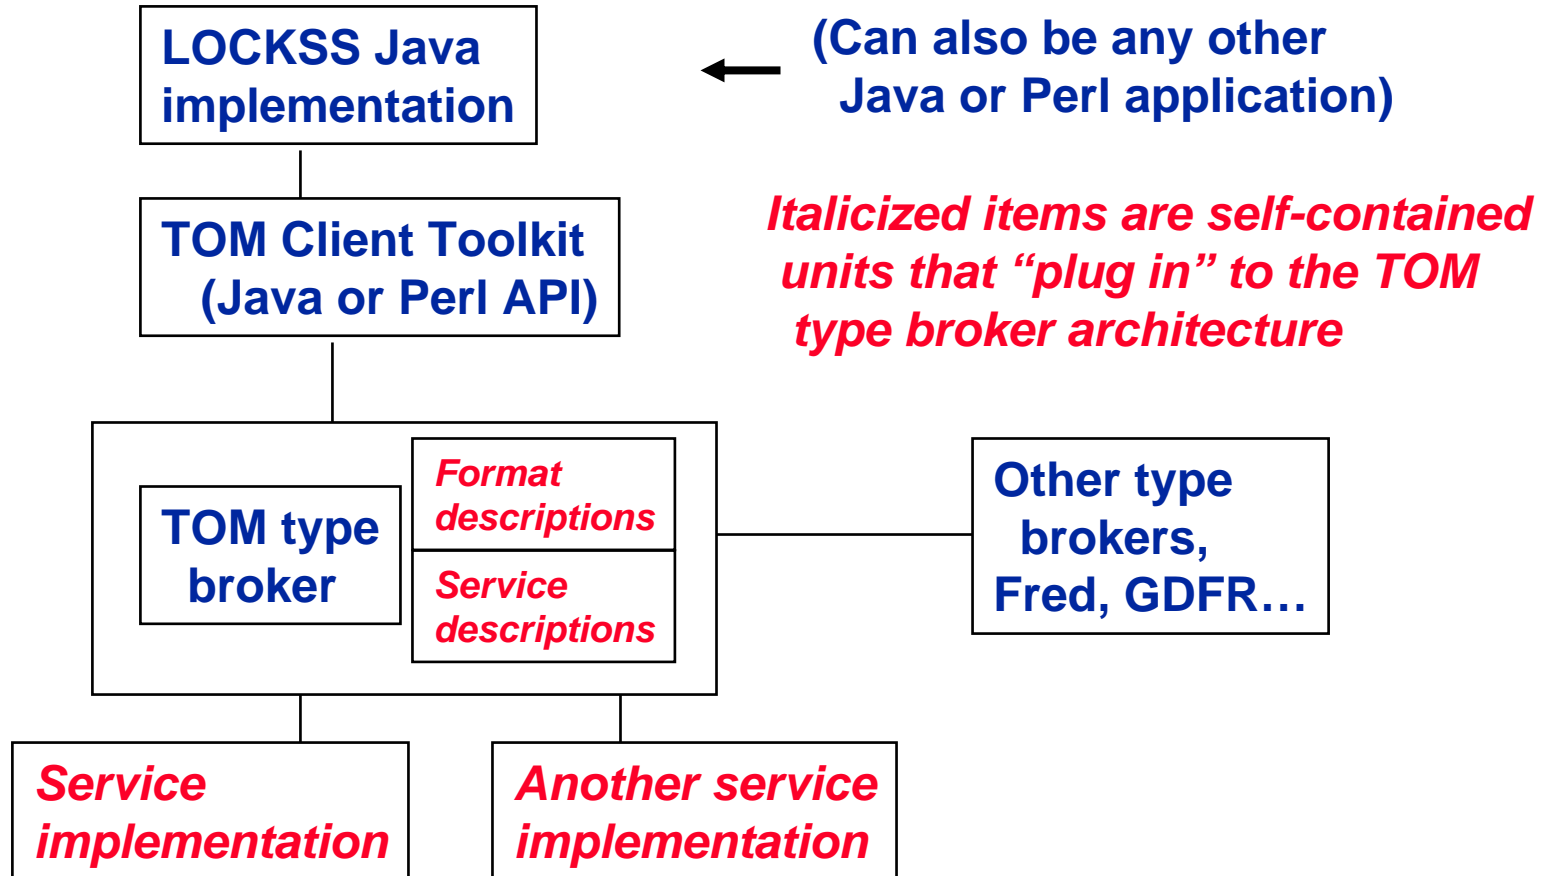 LOCKSS Java
implementation
(Can also be any other
Java or Perl application)
TOM Client Toolkit
(Java or Perl API)
Italicized items are self-contained
units that “plug in” to the TOM
type broker architecture
TOM type
broker
Format
descriptions
Service
descriptions
Other type
brokers,
Fred, GDFR…
Service
implementation
Another service
implementation